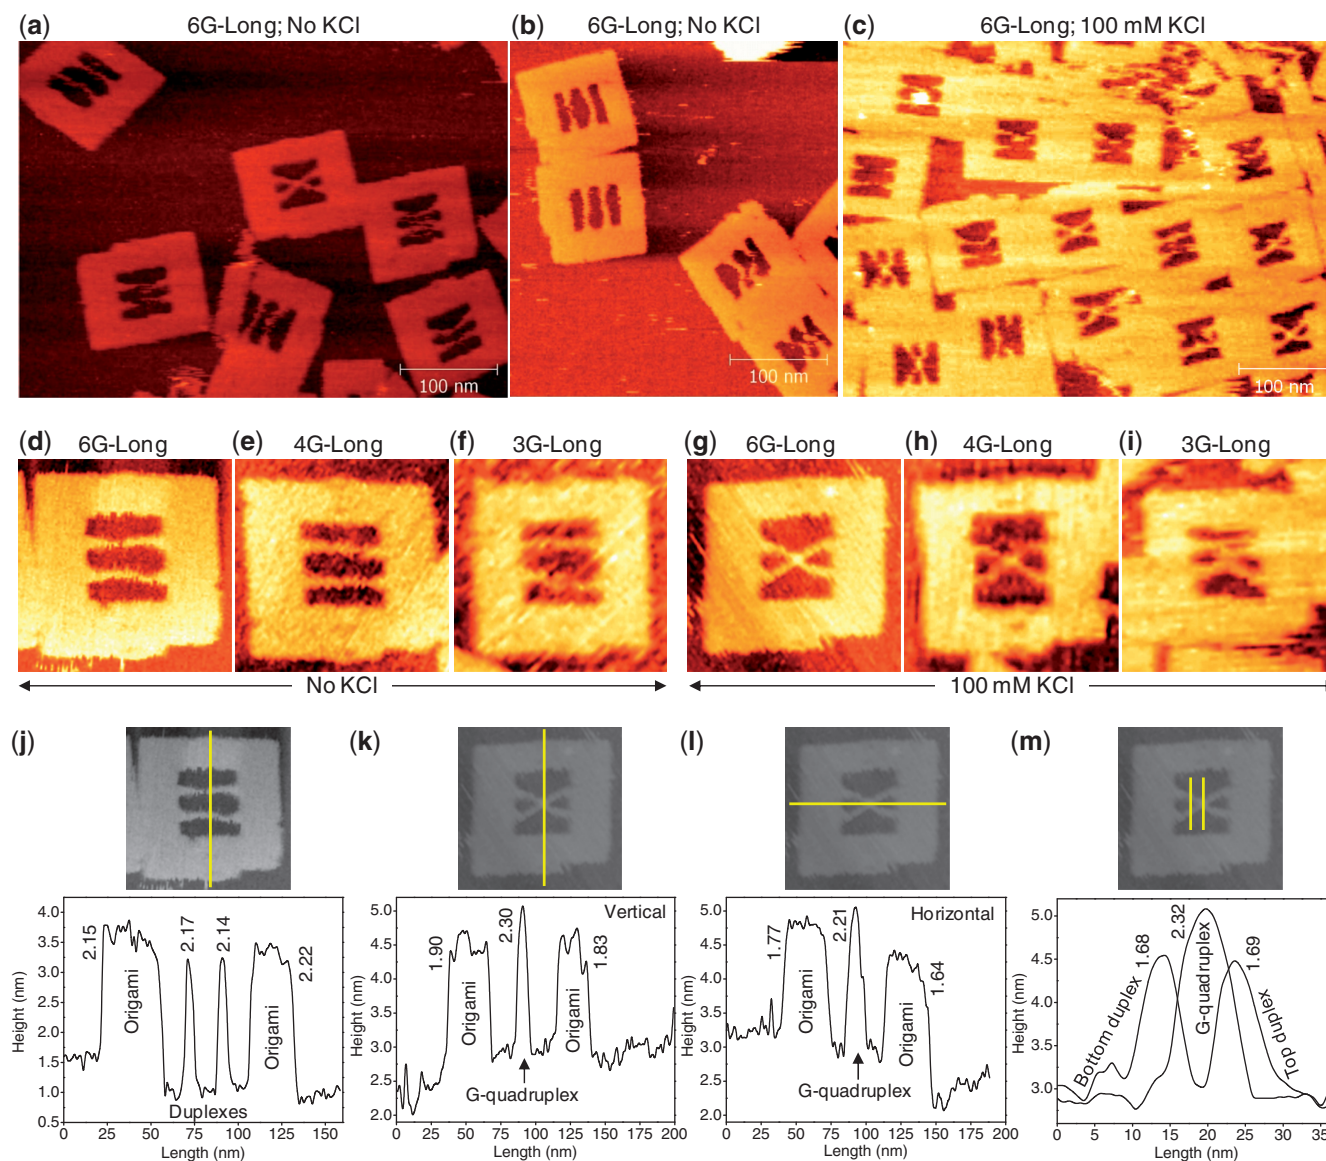 (a) 6G-Long; No KCl
(b) 6G-Long; No KCl
(c) 6G-Long; 100 mM KCl
100 nm
100 nm
100 nm
(d) 6G-Long
(e) 4G-Long
(f) 3G-Long
(g) 6G-Long
(h) 4G-Long
(i) 3G-Long
No KCl
100 mM KCl
(j)
(k)
(l)
(m)
Height (nm)
4.0
3.5
3.0
2.5
2.0
1.5
1.0
0.5
2.15
Origami
2.17
2.14
Origami
2.22
Duplexes
0 25 50 75 100 125 150
Length (nm)
Height (nm)
5.0
4.5
4.0
3.5
3.0
2.5
2.0
Vertical
1.90
Origami
2.30
Origami
1.83
G-quadruplex
0 25 50 75 100 125 150 175 200
Length (nm)
Height (nm)
5.0
4.5
4.0
3.5
3.0
2.5
2.0
Horizontal
1.77
Origami
2.21
Origami
1.64
G-quadruplex
0 25 50 75 100 125 150 175 200
Length (nm)
Height (nm)
5.0
4.0
3.0
Bottom duplex
1.68
2.32
G-quadruplex
1.69
Top duplex
0 5 10 15 20 25 30 35
Length (nm)